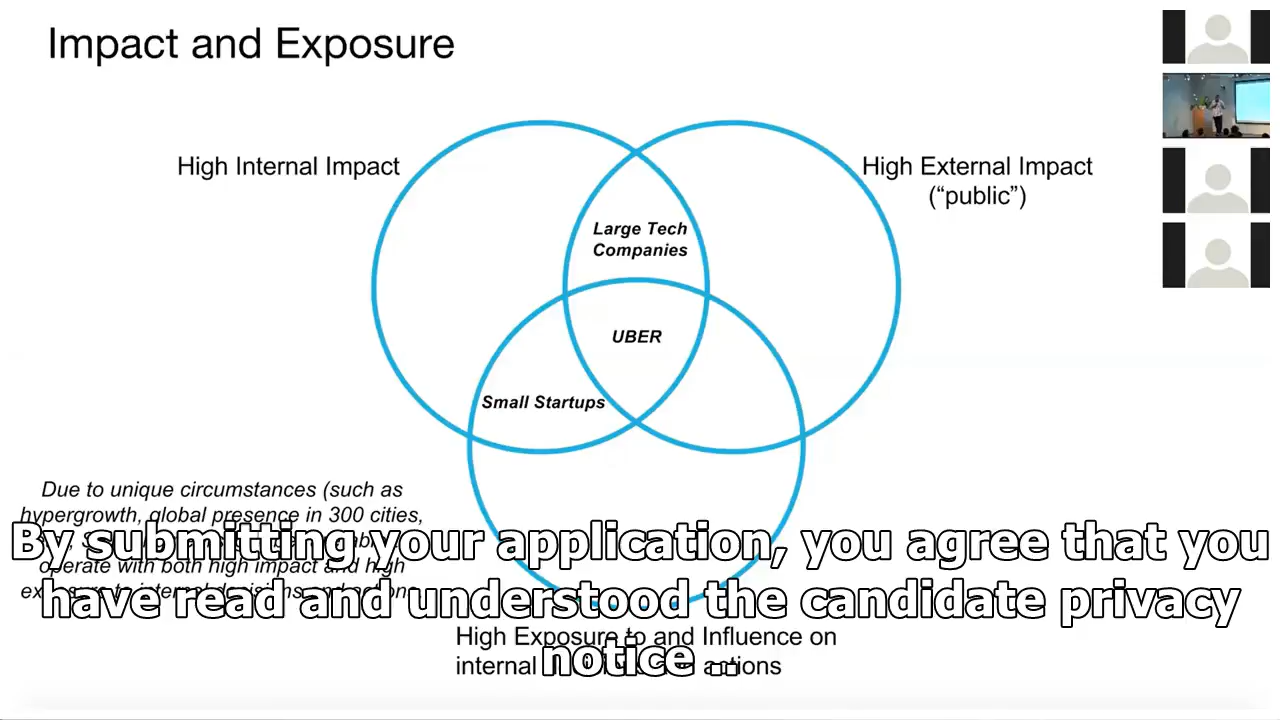 Impact and Exposure
High Internal Impact
High External Impact
(“public”)
Large Tech
Companies
UBER
Small Startups
Due to unique circumstances (such as
hypergrowth, global presence in 300 cities,
operate with both high impact and high
By submitting your application, you agree that you
have read and understood the candidate privacy
notice ..
High Exposure to and Influence on
internal actions